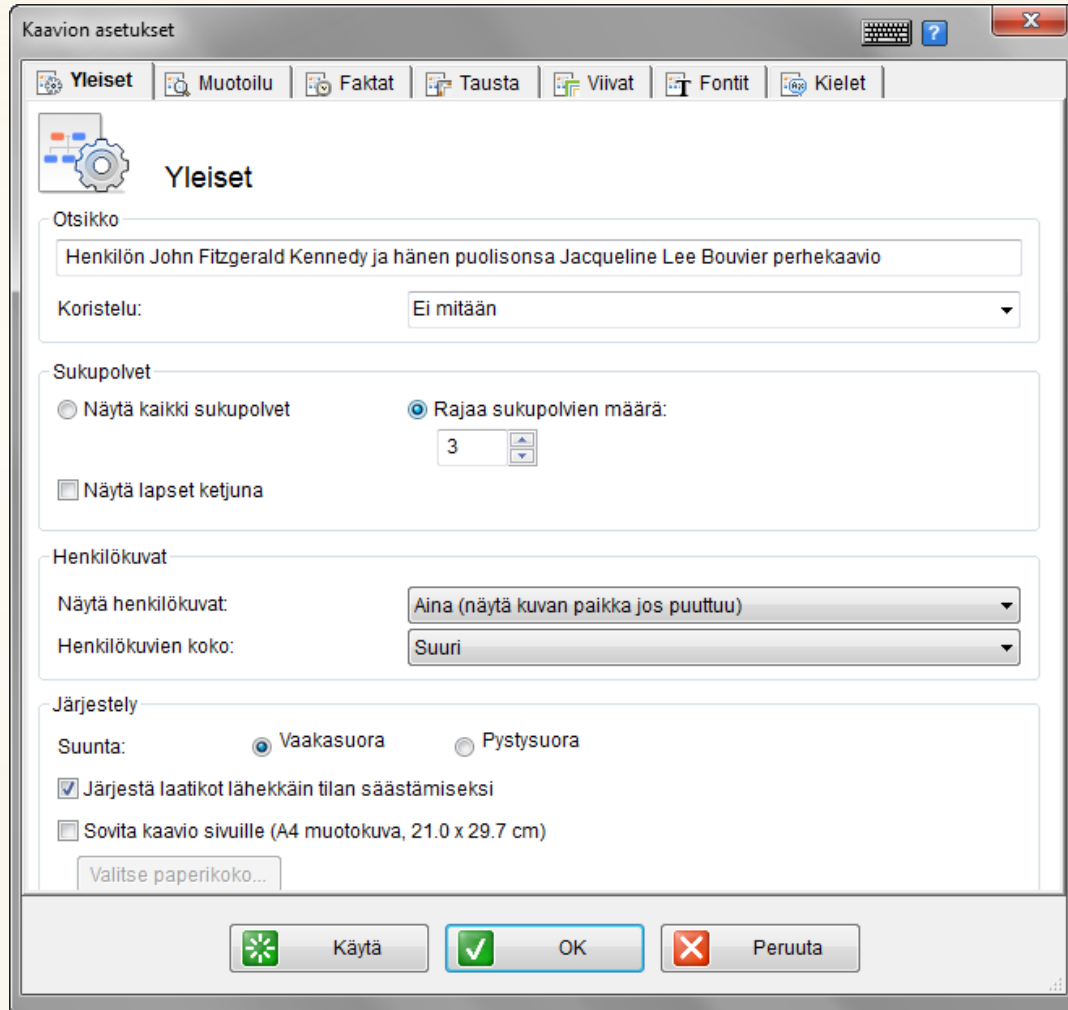 Kaavion asetukset
Yleiset Muotoilu Faktat Tausta Viivat Fontit Kielet
Yleiset
Otsikko
Henkilön John Fitzgerald Kennedy ja hänen puolisonsa Jacqueline Lee Bouvier perhekaavio
Koristelu: Ei mitään
Sukupolvet
Näytä kaikki sukupolvet Rajaa sukupolvien määrä:
3
Näytä lapset ketjuna
Henkilökuvat
Näytä henkilökuvat: Aina (näytä kuvan paikka jos puuttuu)
Henkilökuvien koko: Suuri
Järjestely
Suunta: Vaakasuora Pystysuora
Järjestä laatikot lähekkäin tilan säästämiseksi
Sovita kaavio sivuille (A4 muotokuva, 21.0 x 29.7 cm)
Valitse paperikoko...
Käytä OK Peruuta